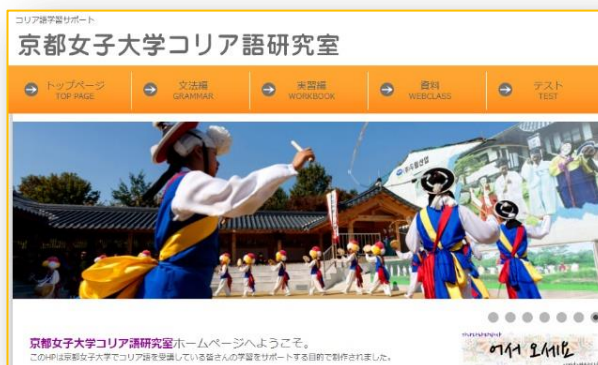 コリア語学習サポート
京都女子大学コリア語研究室
トップページ
TOP PAGE
文法編
GRAMMAR
実習編
WORKBOOK
資料
WEBCLASS
テスト
TEST
京都女子大学コリア語研究室ホームページへようこそ。
このHPは京都女子大学でコリア語を受講している皆さんの学習をサポートする目的で制作されました。
어서 오세요